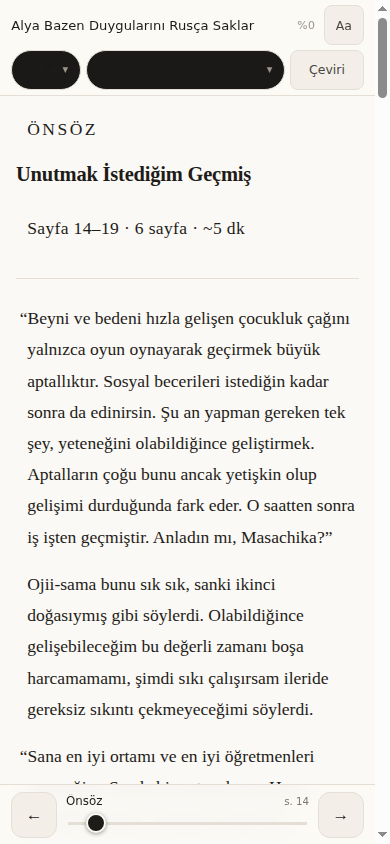 Alya Bazen Duygularını Rusça Saklar
%0
Aa
Çeviri
ÖNSÖZ
Unutmak İstediğim Geçmiş
Sayfa 14–19 · 6 sayfa · ~5 dk
“Beyni ve bedeni hızla gelişen çocukluk çağını
yalnızca oyun oynayarak geçirmek büyük
aptallıktır. Sosyal becerileri istediğin kadar
sonra da edinirsin. Şu an yapman gereken tek
şey, yeteneğini olabildiğince geliştirmek.
Aptalların çoğu bunu ancak yetişkin olup
gelişimi durduğunda fark eder. O saatten sonra
iş işten geçmiştir. Anladın mı, Masachika?”
Ojii-sama bunu sık sık, sanki ikinci
doğasıymış gibi söylerdi. Olabildiğince
gelişebileceğim bu değerli zamanı boşa
harcamamamı, şimdi sıkı çalışırsam ileride
gereksiz sıkıntı çekmeyeceğimi söylerdi.
“Sana en iyi ortamı ve en iyi öğretmenleri
Önsöz
s. 14
←
→